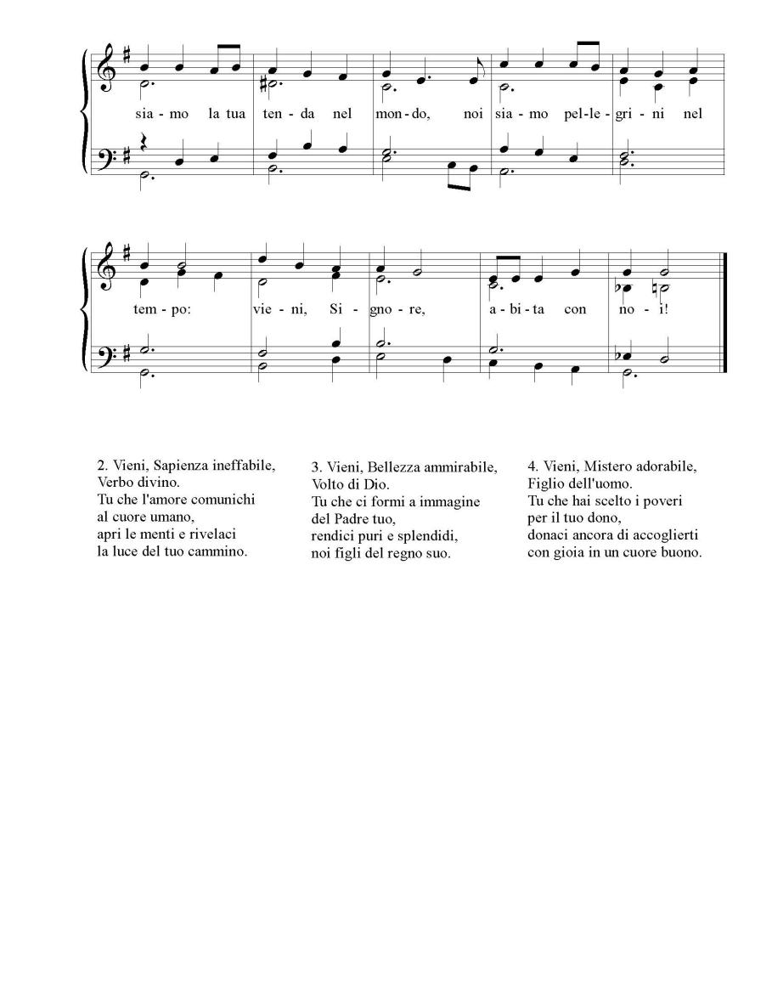 sia - mo la tua ten - da nel mon - do, noi sia - mo pel - le - gri - ni nel
tem - po: vie - ni, Si - gno - re, a - bi - ta con no - i!
2. Vieni, Sapienza ineffabile,
Verbo divino.
Tu che l'amore comunichi
al cuore umano,
apri le menti e rivelaci
la luce del tuo cammino.
3. Vieni, Bellezza ammirabile,
Volto di Dio.
Tu che ci formi a immagine
del Padre tuo,
rendici puri e splendidi,
noi figli del regno suo.
4. Vieni, Mistero adorabile,
Figlio dell'uomo.
Tu che hai scelto i poveri
per il tuo dono,
donaci ancora di accoglierti
con gioia in un cuore buono.